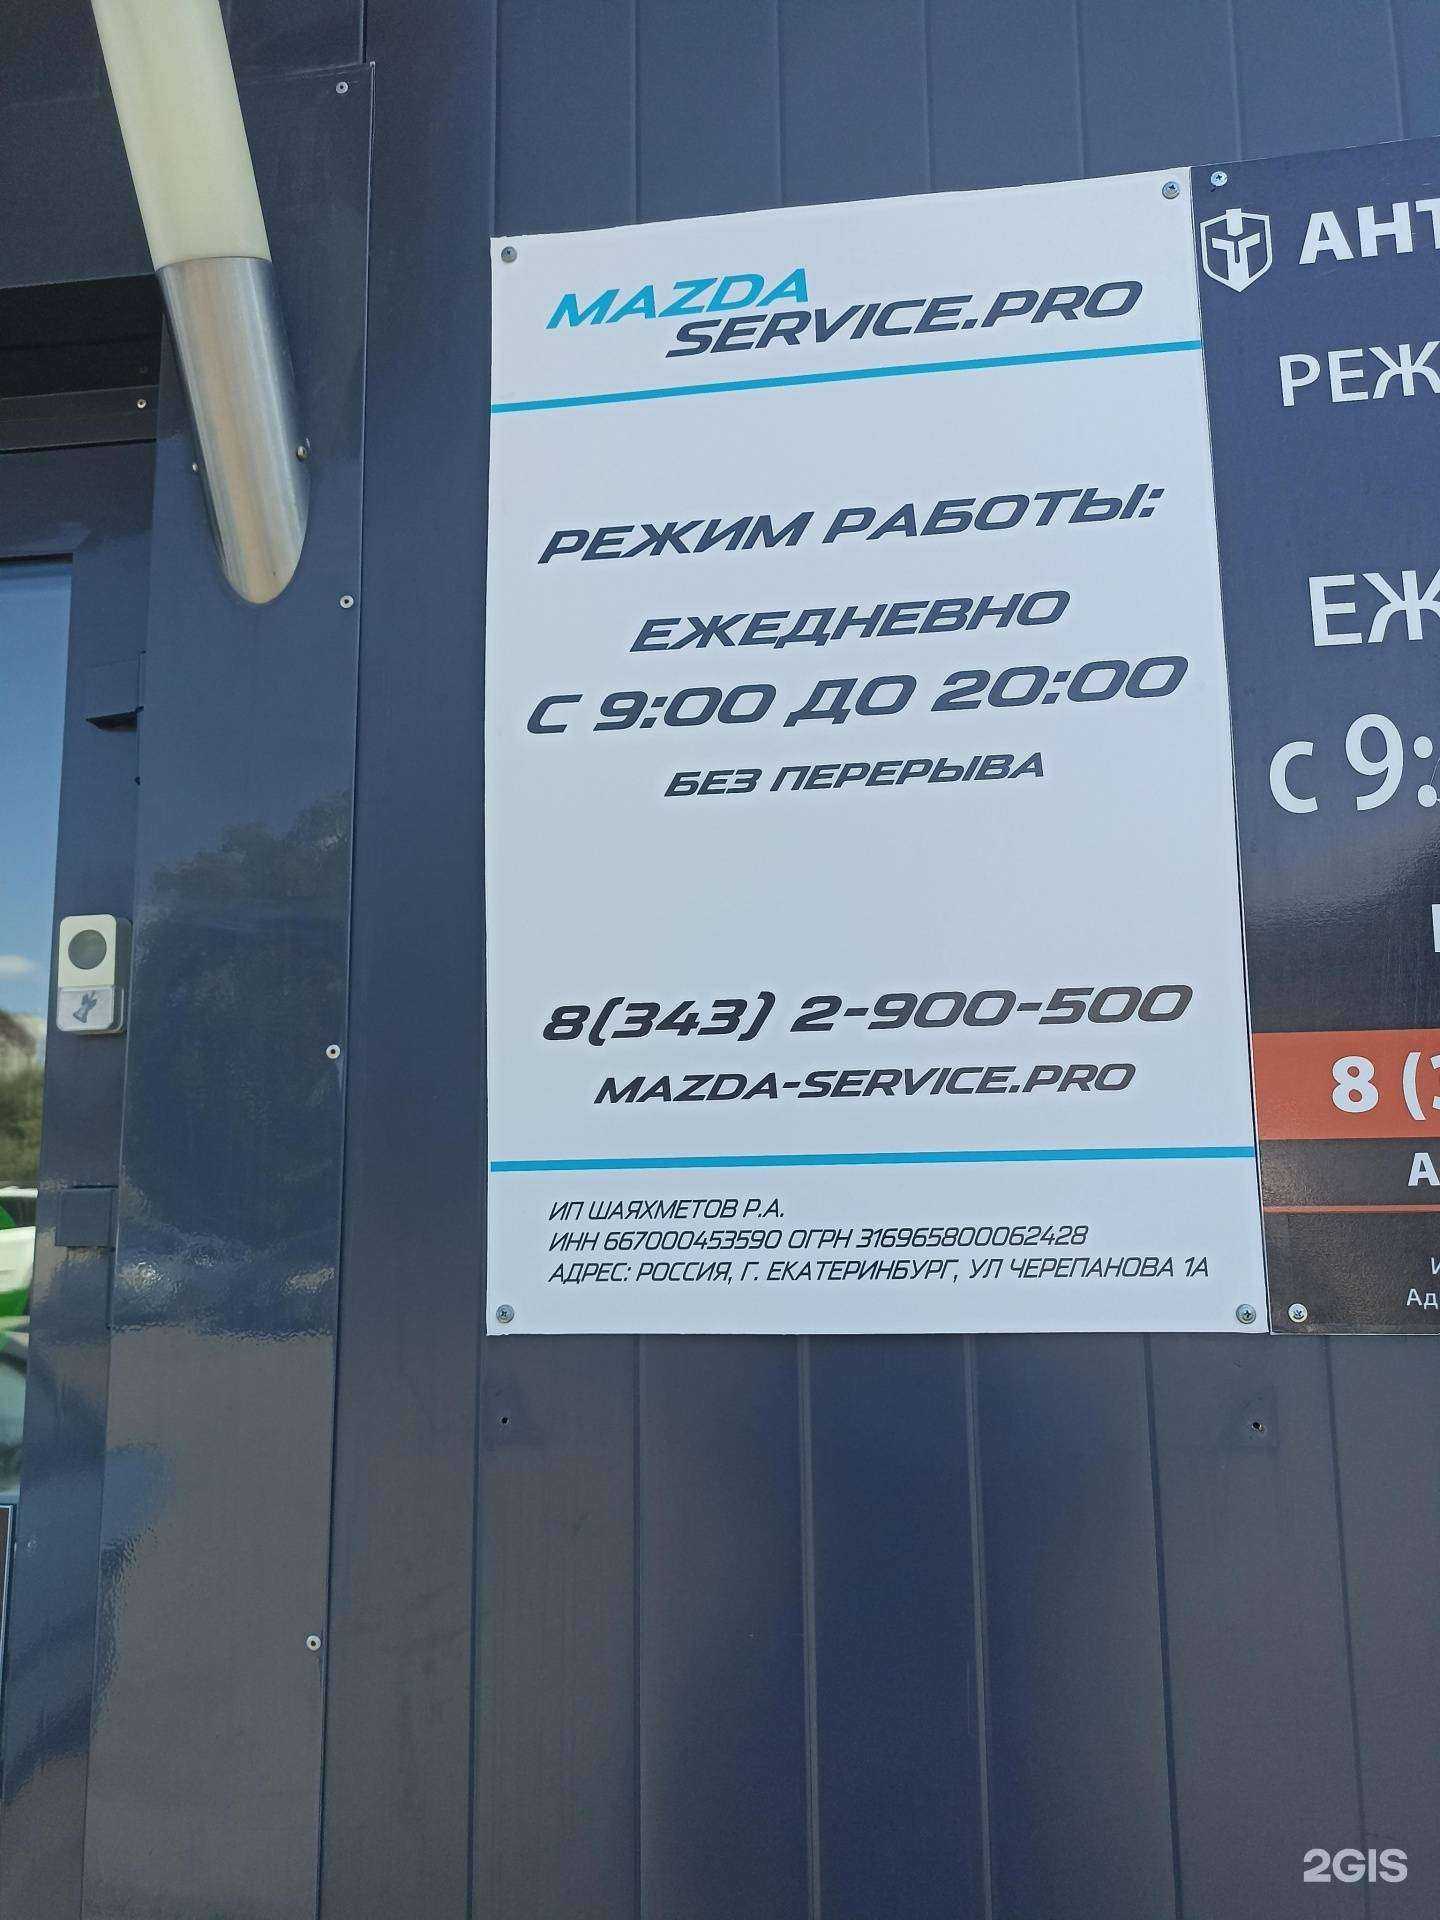 MAZDA
SERVICE.PRO
РЕЖИМ РАБОТЫ:
ЕЖЕДНЕВНО
С 9:00 ДО 20:00
БЕЗ ПЕРЕРЫВА
8(343) 2-900-500
MAZDA-SERVICE.PRO
ИП ШАЯХМЕТОВ Р.А.
ИНН 667000453590 ОГРН 316965800062428
АДРЕС: РОССИЯ, Г. ЕКАТЕРИНБУРГ, УЛ ЧЕРЕПАНОВА 1А
АНТ
РЕЖ
ЕЖ
с 9:
8 (3
А
И
Ад
2GIS